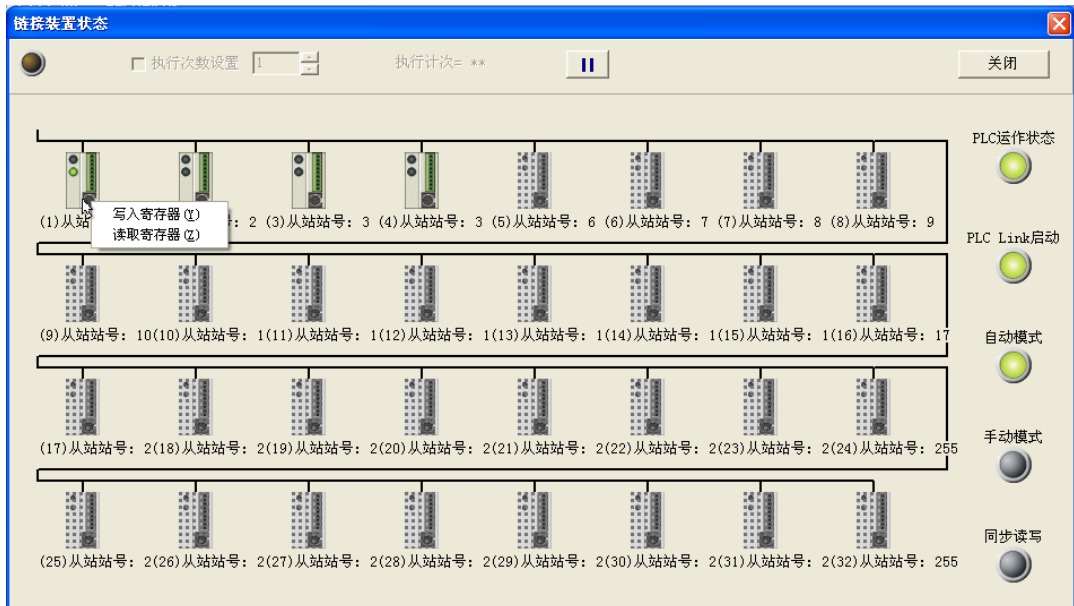 链接装置状态
执行次数设置 1 执行计次= ** 关闭
PLC运作状态
写入寄存器(Y)
读取寄存器(Z)
(1)从站 : 2 (3)从站站号: 3 (4)从站站号: 3 (5)从站站号: 6 (6)从站站号: 7 (7)从站站号: 8 (8)从站站号: 9
PLC Link启动
(9)从站站号: 10(10)从站站号: 1(11)从站站号: 1(12)从站站号: 1(13)从站站号: 1(14)从站站号: 1(15)从站站号: 1(16)从站站号: 17
自动模式
手动模式
(17)从站站号: 2(18)从站站号: 2(19)从站站号: 2(20)从站站号: 2(21)从站站号: 2(22)从站站号: 2(23)从站站号: 2(24)从站站号: 255
同步读写
(25)从站站号: 2(26)从站站号: 2(27)从站站号: 2(28)从站站号: 2(29)从站站号: 2(30)从站站号: 2(31)从站站号: 2(32)从站站号: 255